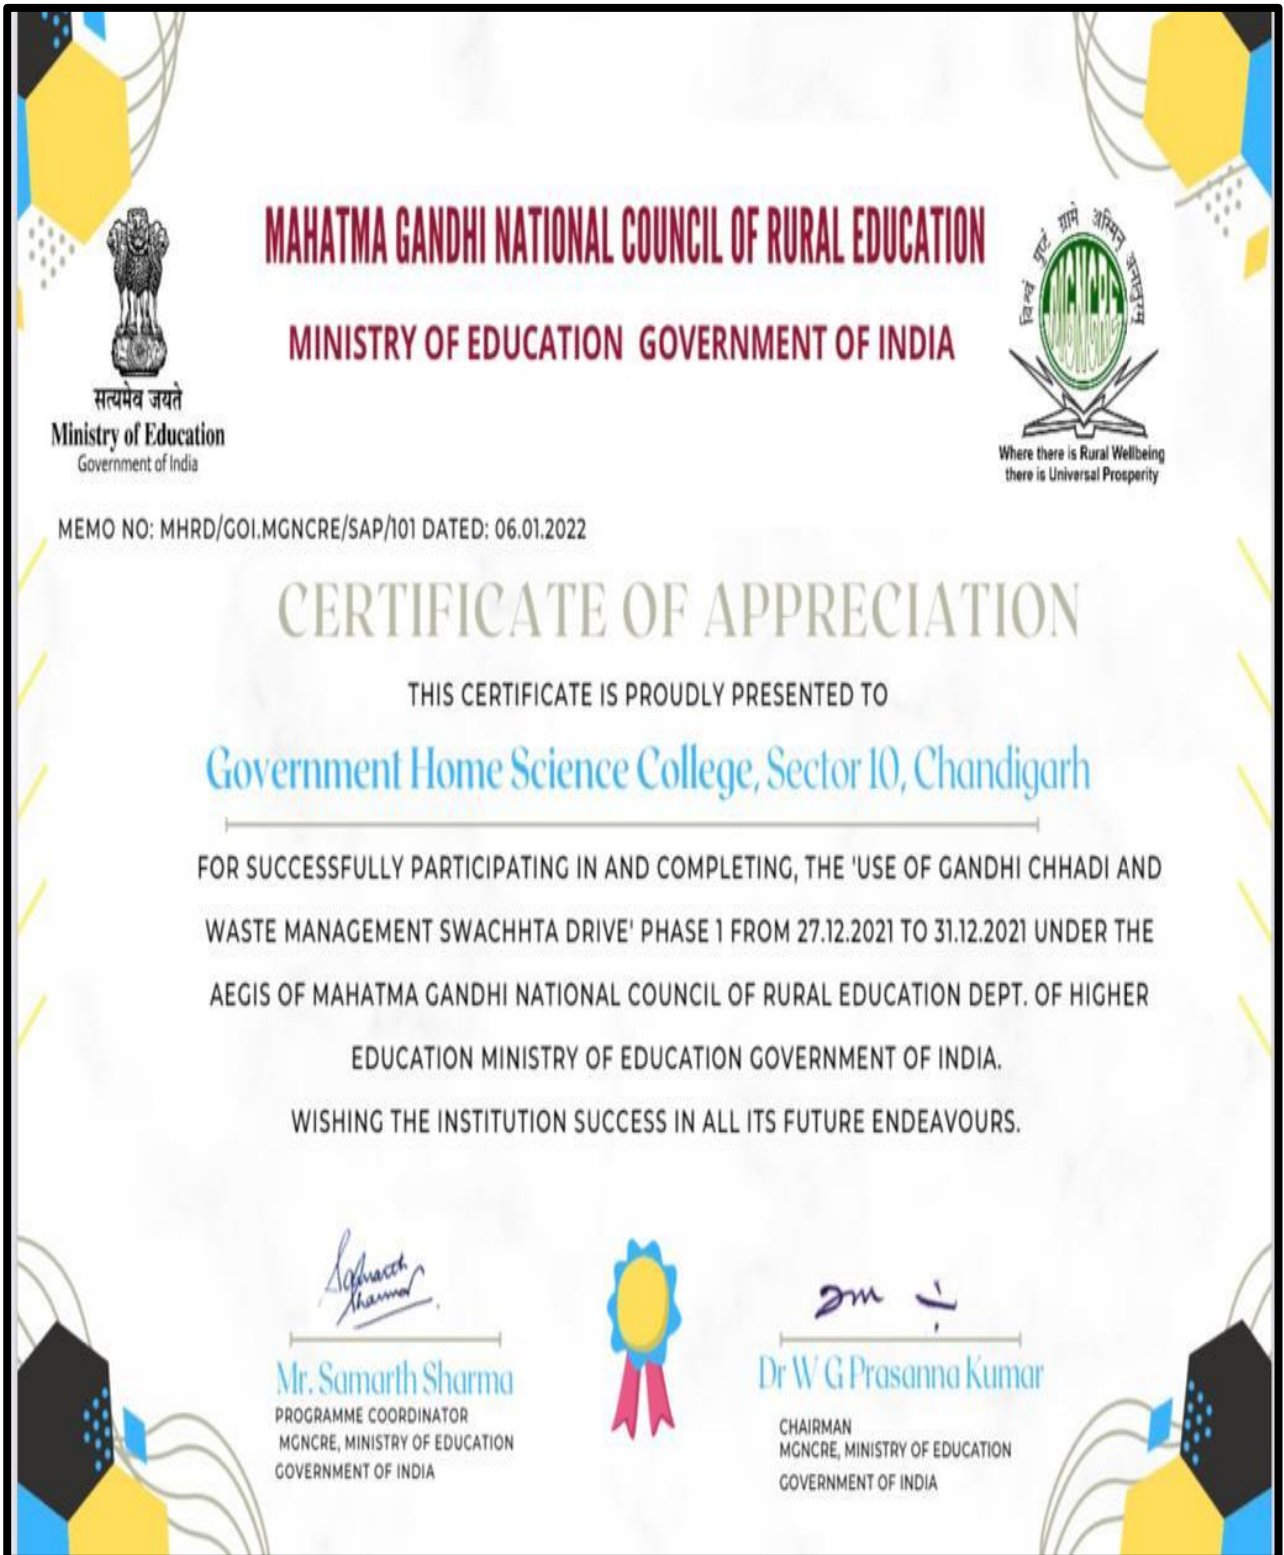 MAHATMA GANDHI NATIONAL COUNCIL OF RURAL EDUCATION
MINISTRY OF EDUCATION GOVERNMENT OF INDIA
सत्यमेव जयते
Ministry of Education
Government of India
विश्वं पुष्टं ग्रामे अस्मिन् अनातुरम्
MGNCRE
Where there is Rural Wellbeing
there is Universal Prosperity
MEMO NO: MHRD/GOI.MGNCRE/SAP/101 DATED: 06.01.2022
CERTIFICATE OF APPRECIATION
THIS CERTIFICATE IS PROUDLY PRESENTED TO
Government Home Science College, Sector 10, Chandigarh
FOR SUCCESSFULLY PARTICIPATING IN AND COMPLETING, THE 'USE OF GANDHI CHHADI AND
WASTE MANAGEMENT SWACHHTA DRIVE' PHASE 1 FROM 27.12.2021 TO 31.12.2021 UNDER THE
AEGIS OF MAHATMA GANDHI NATIONAL COUNCIL OF RURAL EDUCATION DEPT. OF HIGHER
EDUCATION MINISTRY OF EDUCATION GOVERNMENT OF INDIA.
WISHING THE INSTITUTION SUCCESS IN ALL ITS FUTURE ENDEAVOURS.
Samarth
Sharma
Mr. Samarth Sharma
PROGRAMME COORDINATOR
MGNCRE, MINISTRY OF EDUCATION
GOVERNMENT OF INDIA
Dr W G Prasanna Kumar
CHAIRMAN
MGNCRE, MINISTRY OF EDUCATION
GOVERNMENT OF INDIA